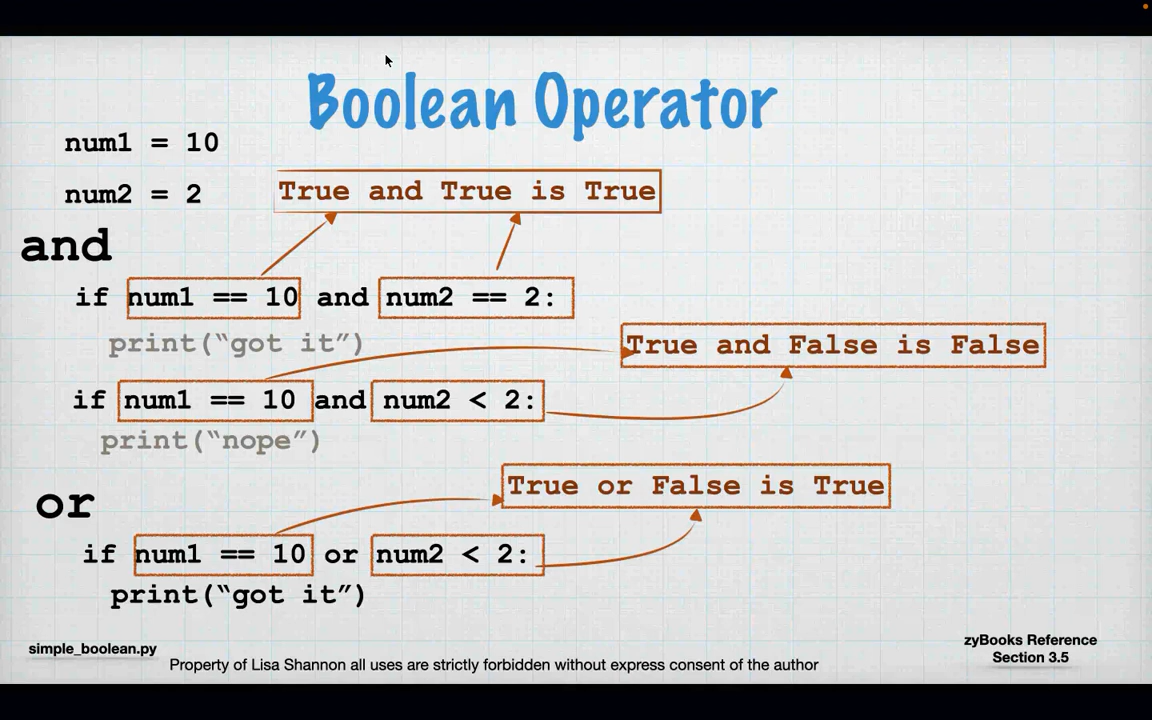 Boolean Operator
num1 = 10
num2 = 2
True and True is True
and
if num1 == 10 and num2 == 2:
print(“got it”)
True and False is False
if num1 == 10 and num2 < 2:
print(“nope”)
or
True or False is True
if num1 == 10 or num2 < 2:
print(“got it”)
simple_boolean.py
Property of Lisa Shannon all uses are strictly forbidden without express consent of the author
zyBooks Reference
Section 3.5